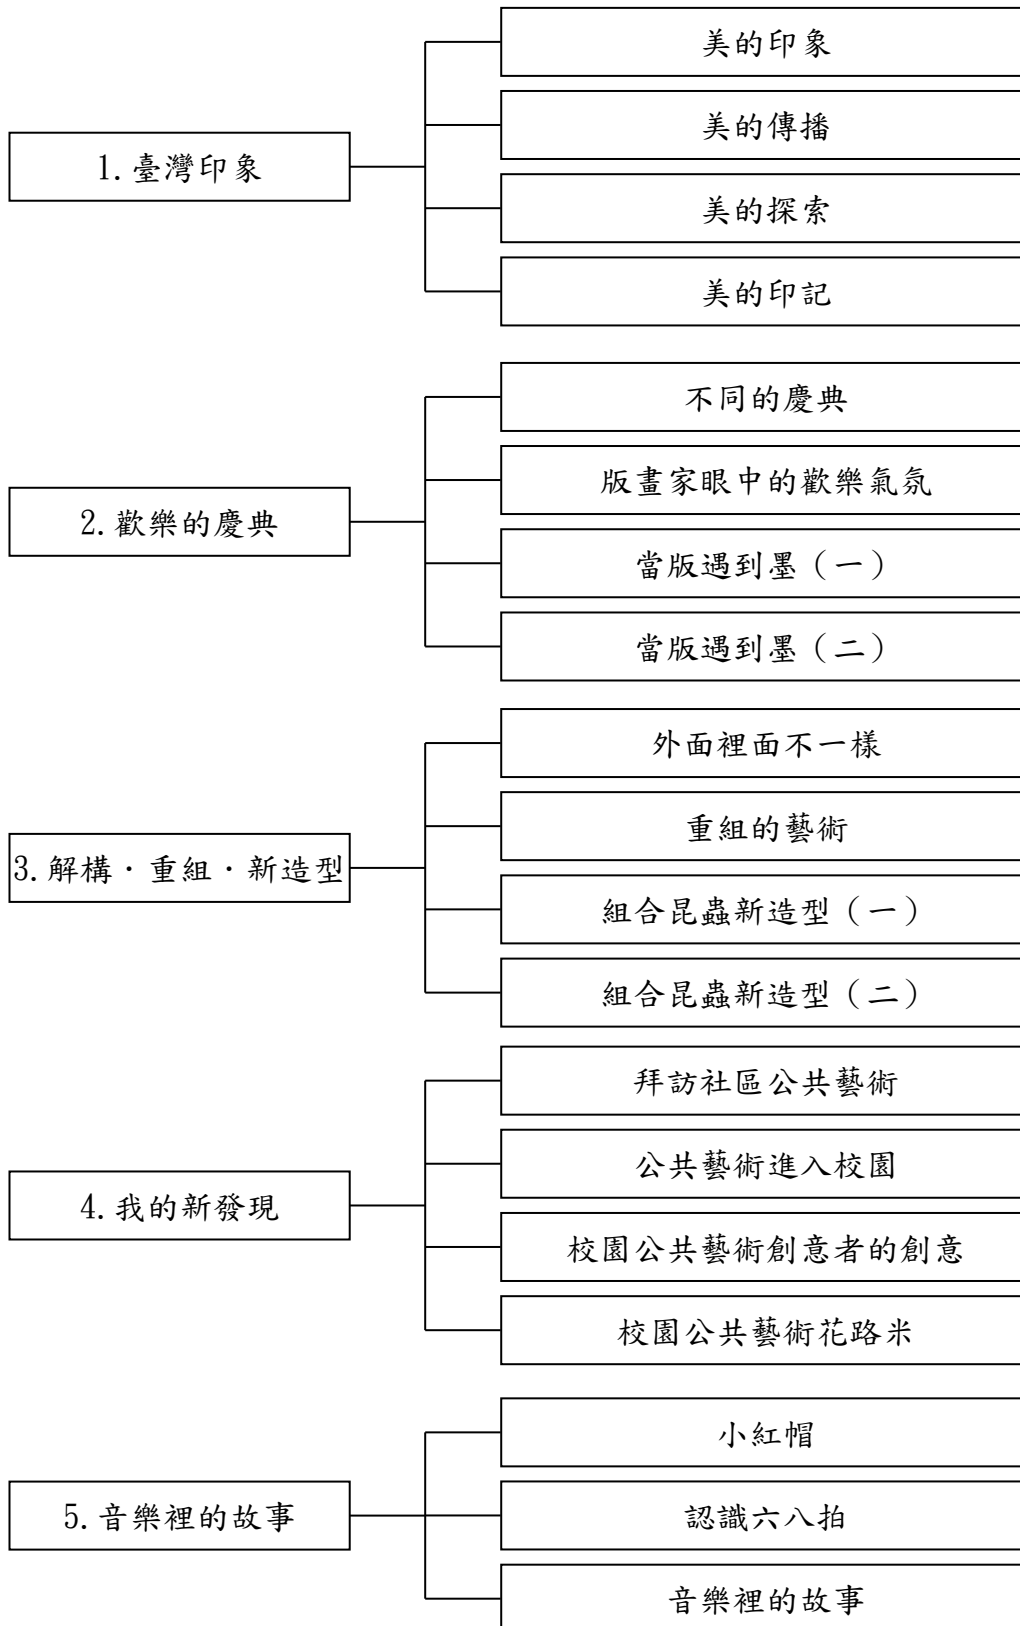 1.臺灣印象
美的印象
美的傳播
美的探索
美的印記
2.歡樂的慶典
不同的慶典
版畫家眼中的歡樂氣氛
當版遇到墨（一）
當版遇到墨（二）
3.解構．重組．新造型
外面裡面不一樣
重組的藝術
組合昆蟲新造型（一）
組合昆蟲新造型（二）
4.我的新發現
拜訪社區公共藝術
公共藝術進入校園
校園公共藝術創意者的創意
校園公共藝術花路米
5.音樂裡的故事
小紅帽
認識六八拍
音樂裡的故事